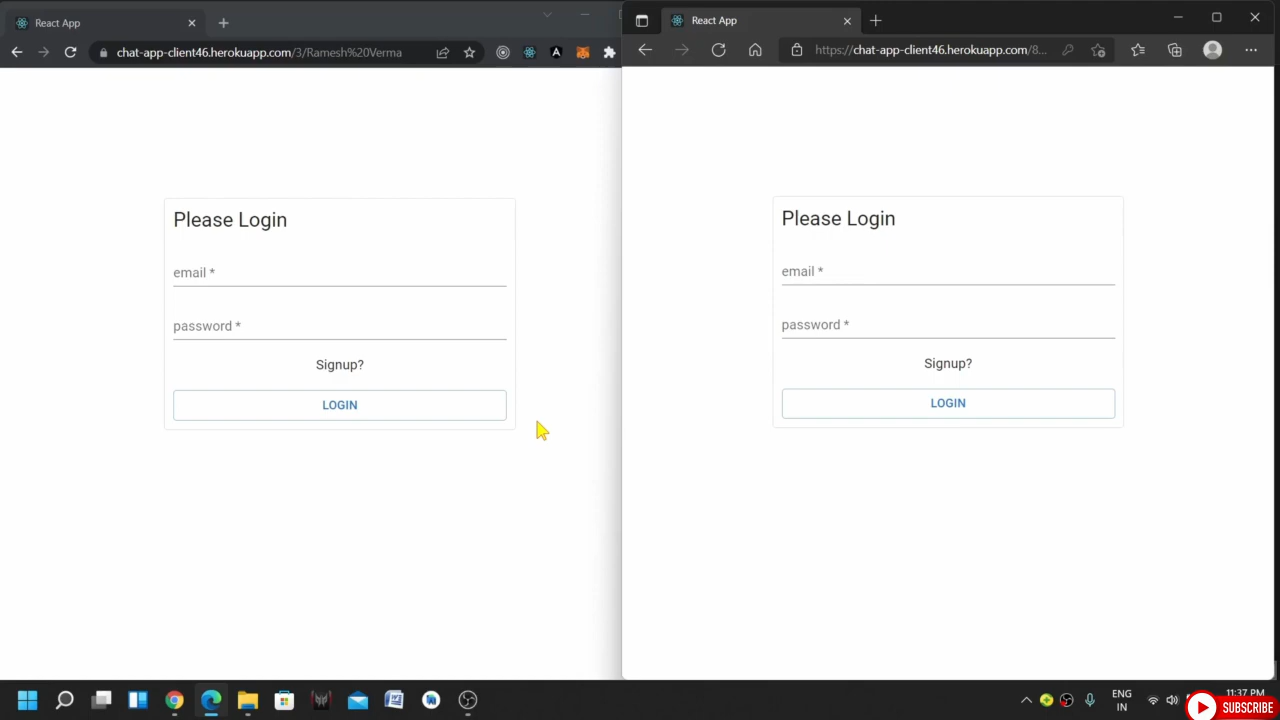 React App
chat-app-client46.herokuapp.com/3/Ramesh%20Verma
Please Login
email *
password *
Signup?
LOGIN
React App
https://chat-app-client46.herokuapp.com/8...
Please Login
email *
password *
Signup?
LOGIN
ENG
IN
11:37 PM
SUBSCRIBE